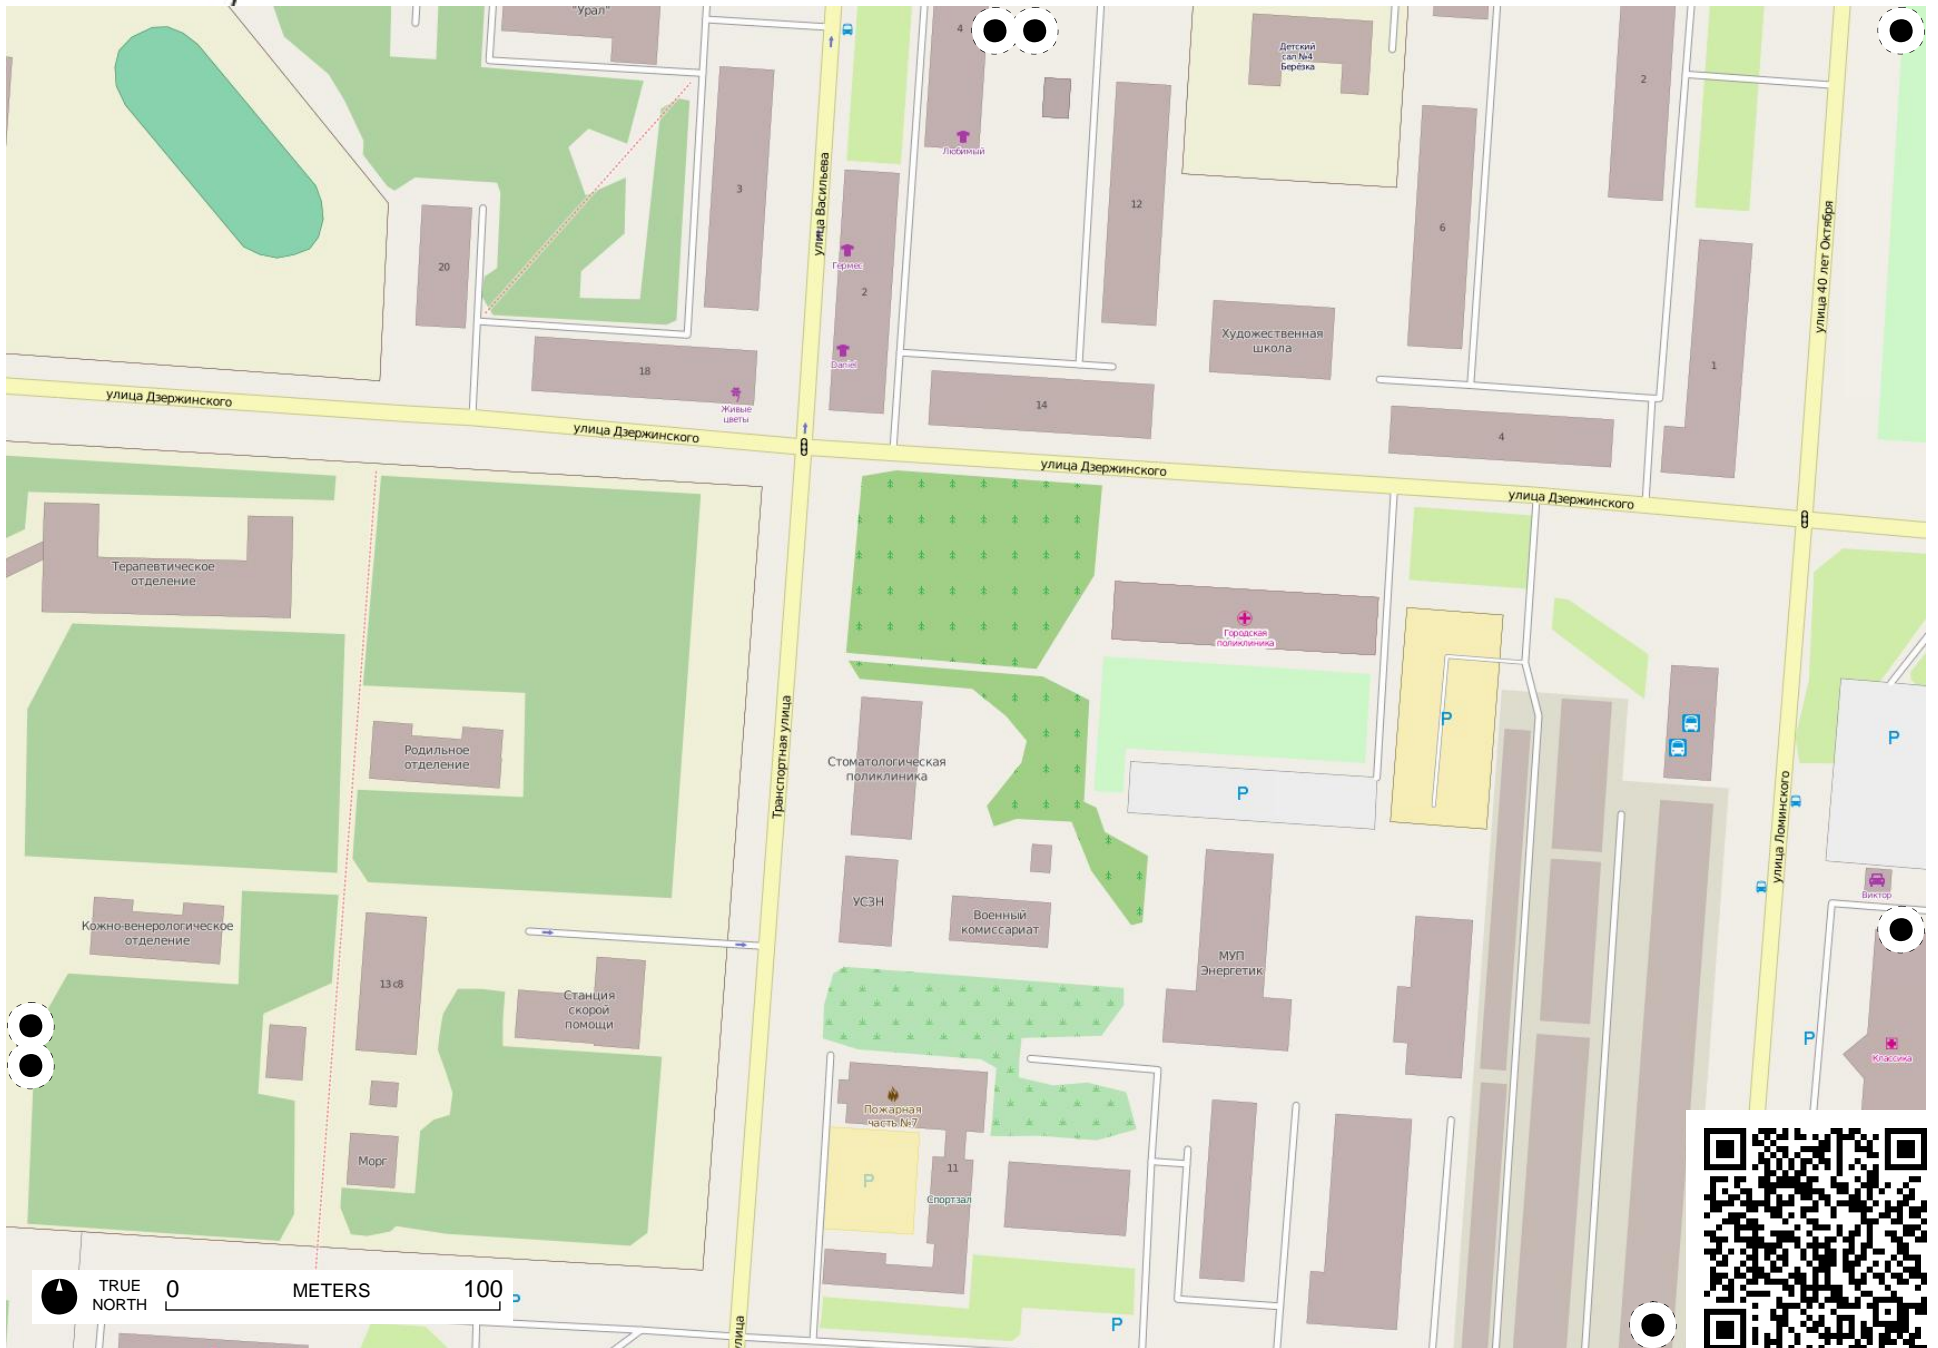 "Урал"
4
Детский
сал №4
Берёзка
2
Любимый
улица Васильева
3
12
6
улица 40 лет Октября
20
Гермес
2
Художественная
школа
Daniel
18
1
14
Живые
цветы
4
улица Дзержинского
улица Дзержинского
улица Дзержинского
улица Дзержинского
Терапевтическое
отделение
Городская
поликлиника
P
P
Транспортная улица
Родильное
отделение
Стоматологическая
поликлиника
P
улица Ломинского
Виктор
УСЗН
Военный
комиссариат
Кожно-венерологическое
отделение
МУП
Энергетик
13 с8
Станция
скорой
помощи
P
Классика
Пожарная
часть №7
Морг
P
11
Спортзал
TRUE
NORTH
0 METERS 100
P
P
улица